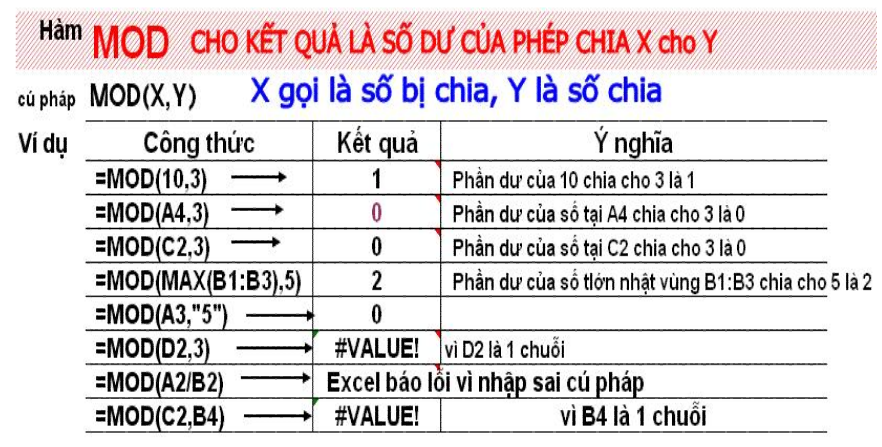 Hàm MOD CHO KẾT QUẢ LÀ SỐ DƯ CỦA PHÉP CHIA X cho Y
cú pháp MOD(X,Y) X gọi là số bị chia, Y là số chia
Ví dụ Công thức Kết quả Ý nghĩa
=MOD(10,3) 1 Phần dư của 10 chia cho 3 là 1
=MOD(A4,3) 0 Phần dư của số tại A4 chia cho 3 là 0
=MOD(C2,3) 0 Phần dư của số tại C2 chia cho 3 là 0
=MOD(MAX(B1:B3),5) 2 Phần dư của số tlớn nhất vùng B1:B3 chia cho 5 là 2
=MOD(A3,"5") 0
=MOD(D2,3) #VALUE! vì D2 là 1 chuỗi
=MOD(A2/B2) Excel báo lỗi vì nhập sai cú pháp
=MOD(C2,B4) #VALUE! vì B4 là 1 chuỗi